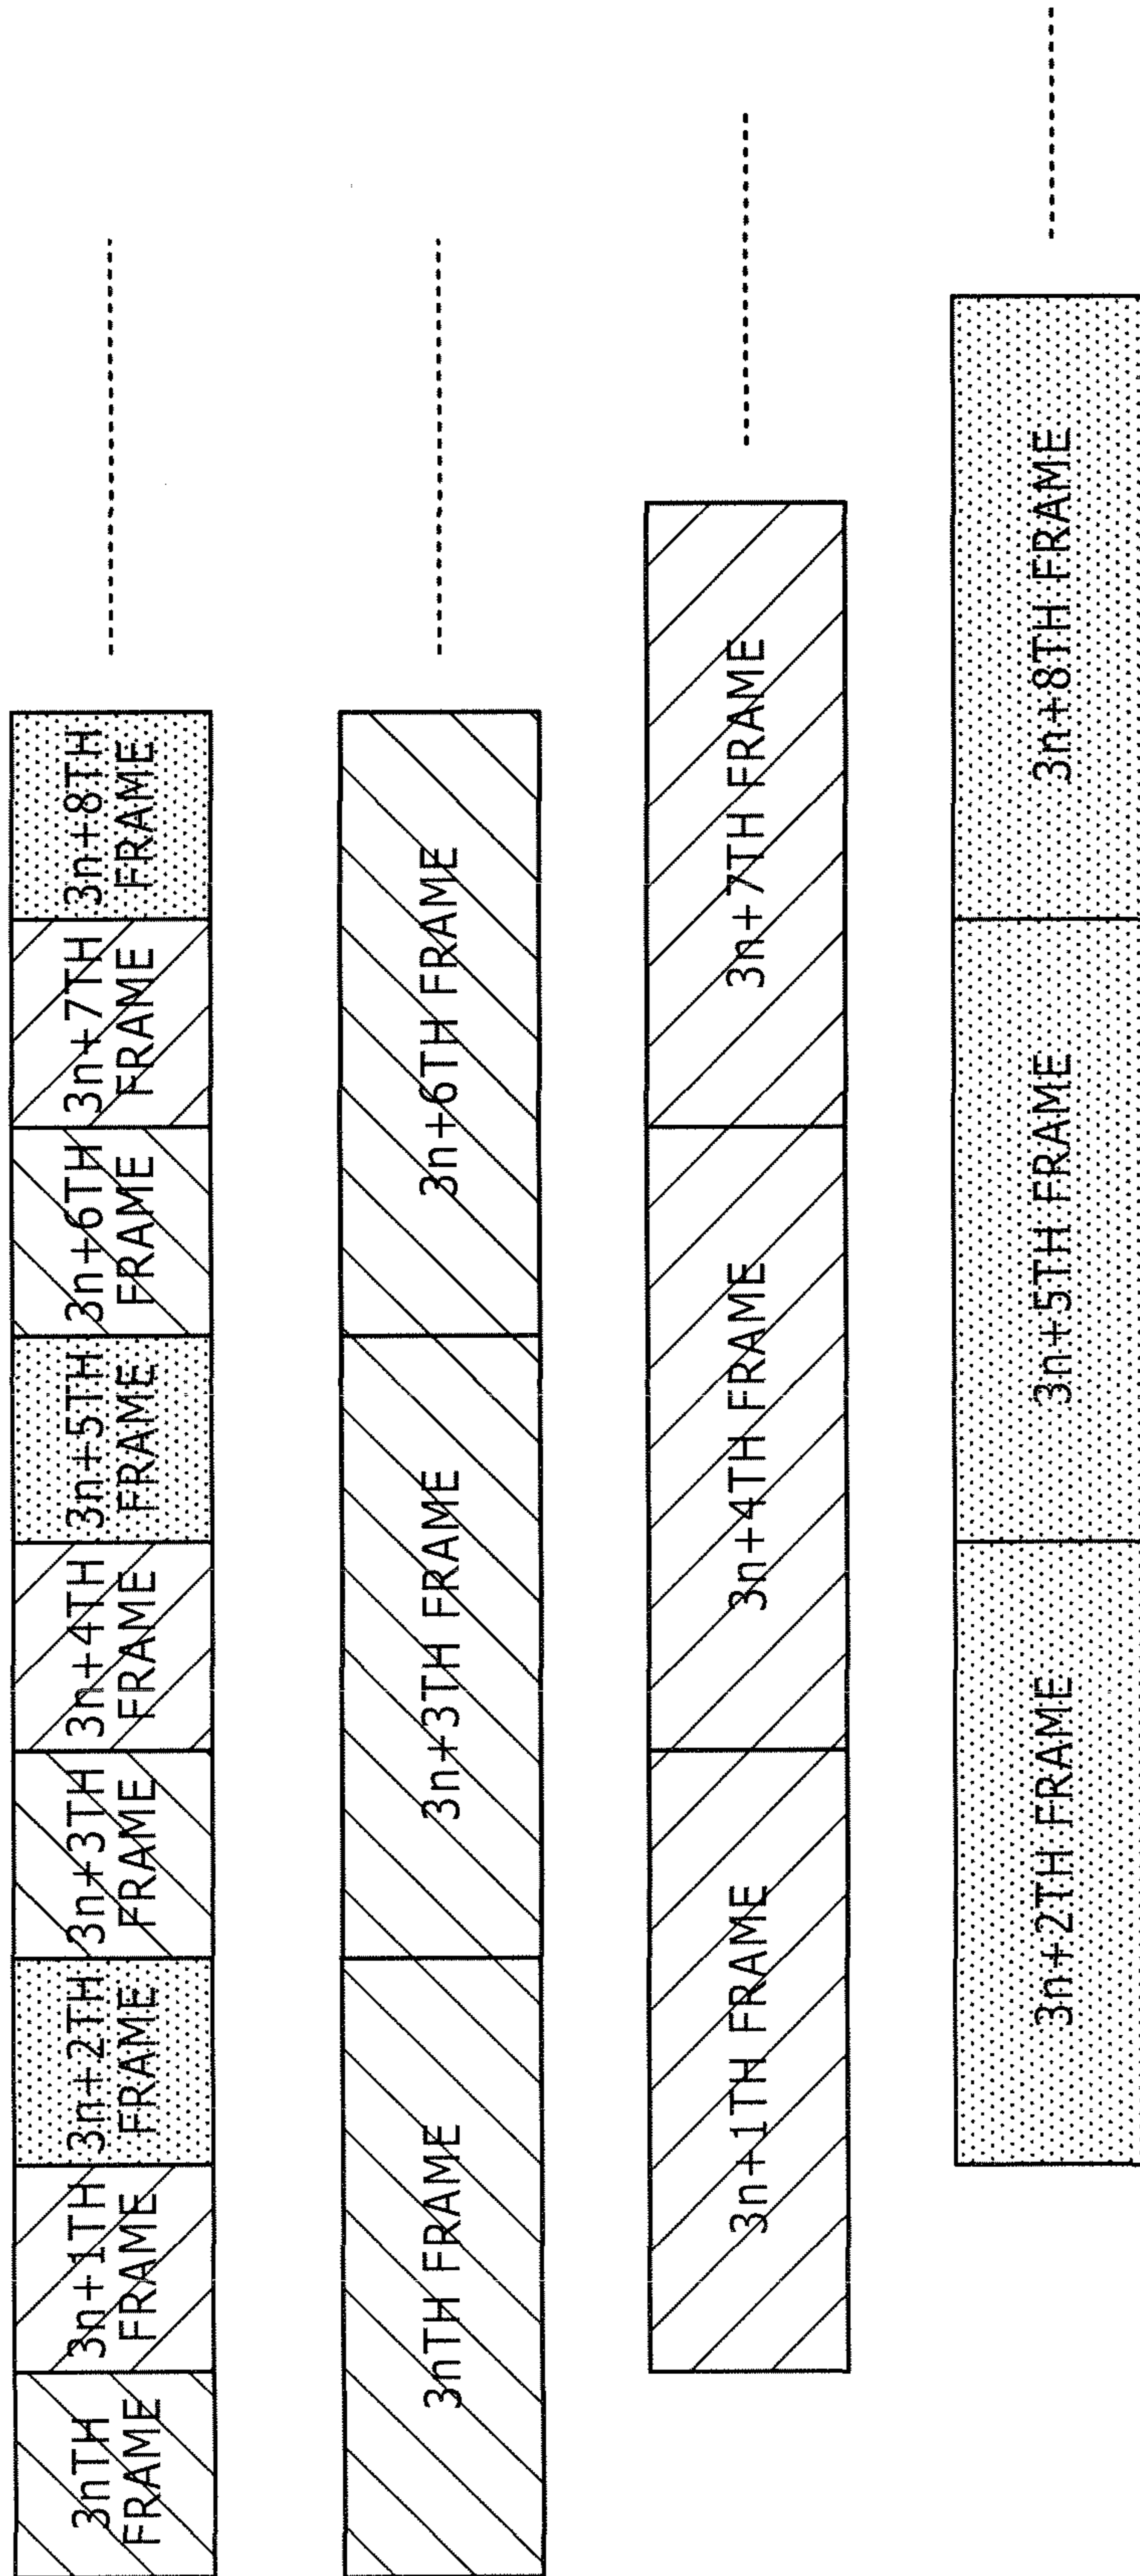 3nTH
FRAME
3n+1TH
FRAME
3n+2TH
FRAME
3n+3TH
FRAME
3n+4TH
FRAME
3n+5TH
FRAME
3n+6TH
FRAME
3n+7TH
FRAME
3n+8TH
FRAME
3nTH FRAME
3n+3TH FRAME
3n+6TH FRAME
3n+1TH FRAME
3n+4TH FRAME
3n+7TH FRAME
3n+2TH FRAME
3n+5TH FRAME
3n+8TH FRAME